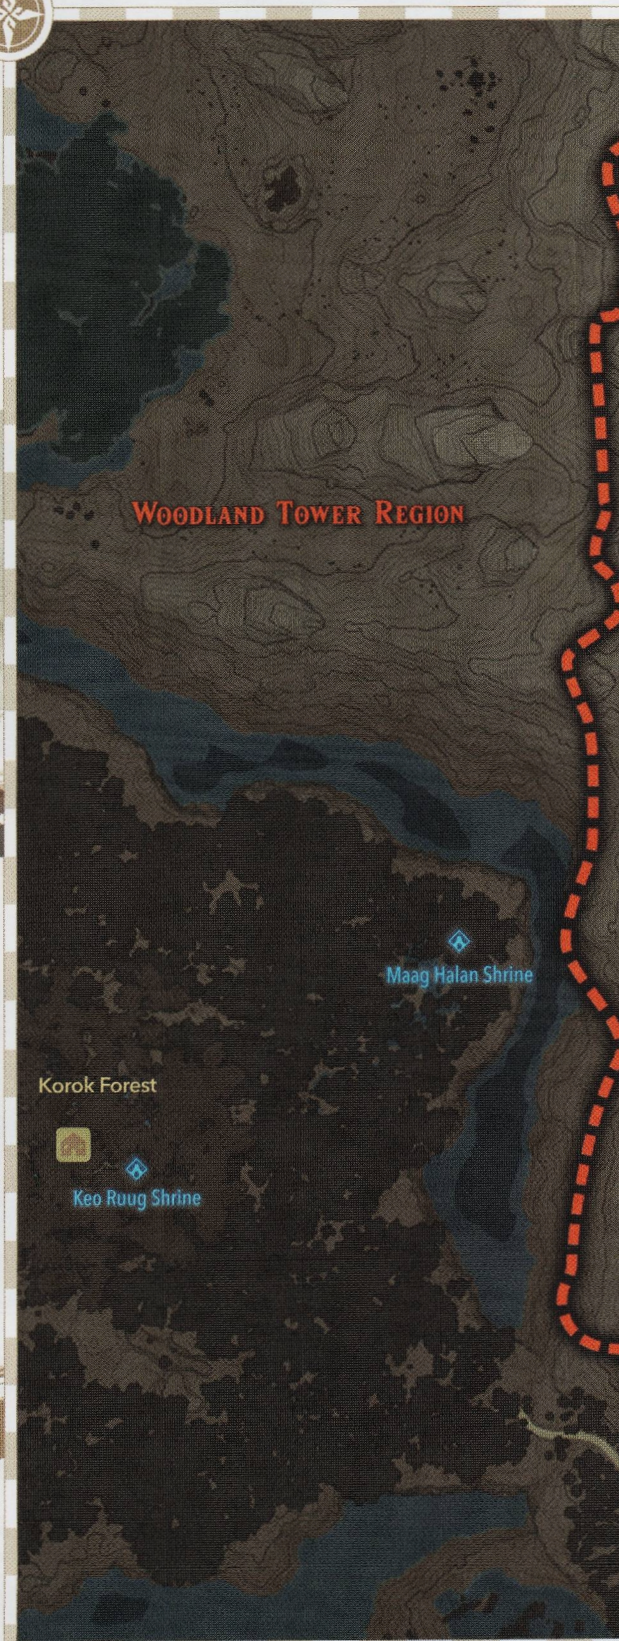 Woodland Tower Region
Maag Halan Shrine
Korok Forest
Keo Ruug Shrine